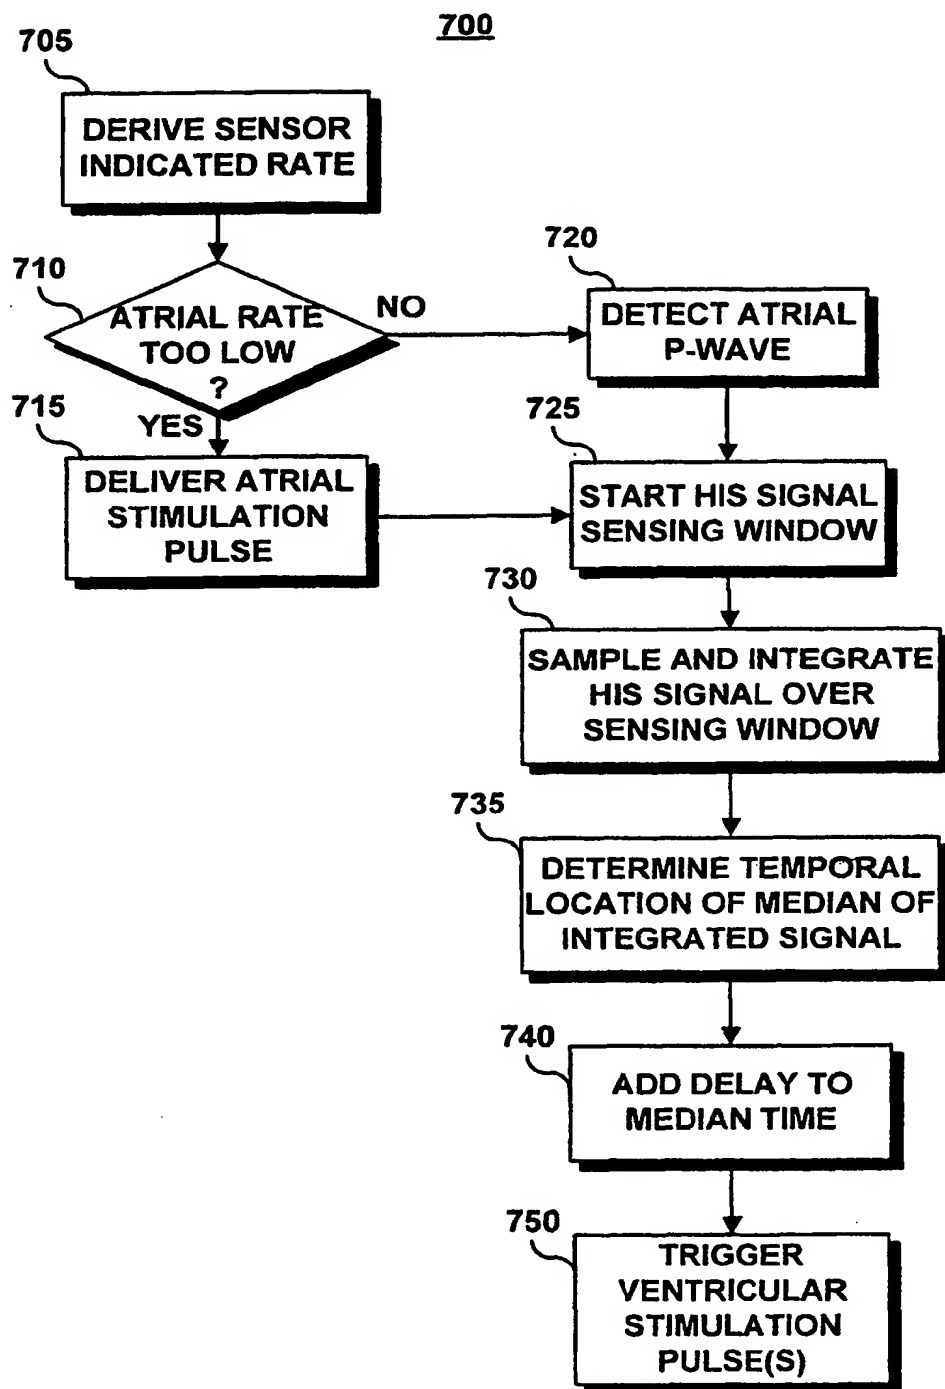 700
705
DERIVE SENSOR
INDICATED RATE
710
ATRIAL RATE
TOO LOW
?
NO
YES
720
DETECT ATRIAL
P-WAVE
715
DELIVER ATRIAL
STIMULATION
PULSE
725
START HIS SIGNAL
SENSING WINDOW
730
SAMPLE AND INTEGRATE
HIS SIGNAL OVER
SENSING WINDOW
735
DETERMINE TEMPORAL
LOCATION OF MEDIAN OF
INTEGRATED SIGNAL
740
ADD DELAY TO
MEDIAN TIME
750
TRIGGER
VENTRICULAR
STIMULATION
PULSE(S)